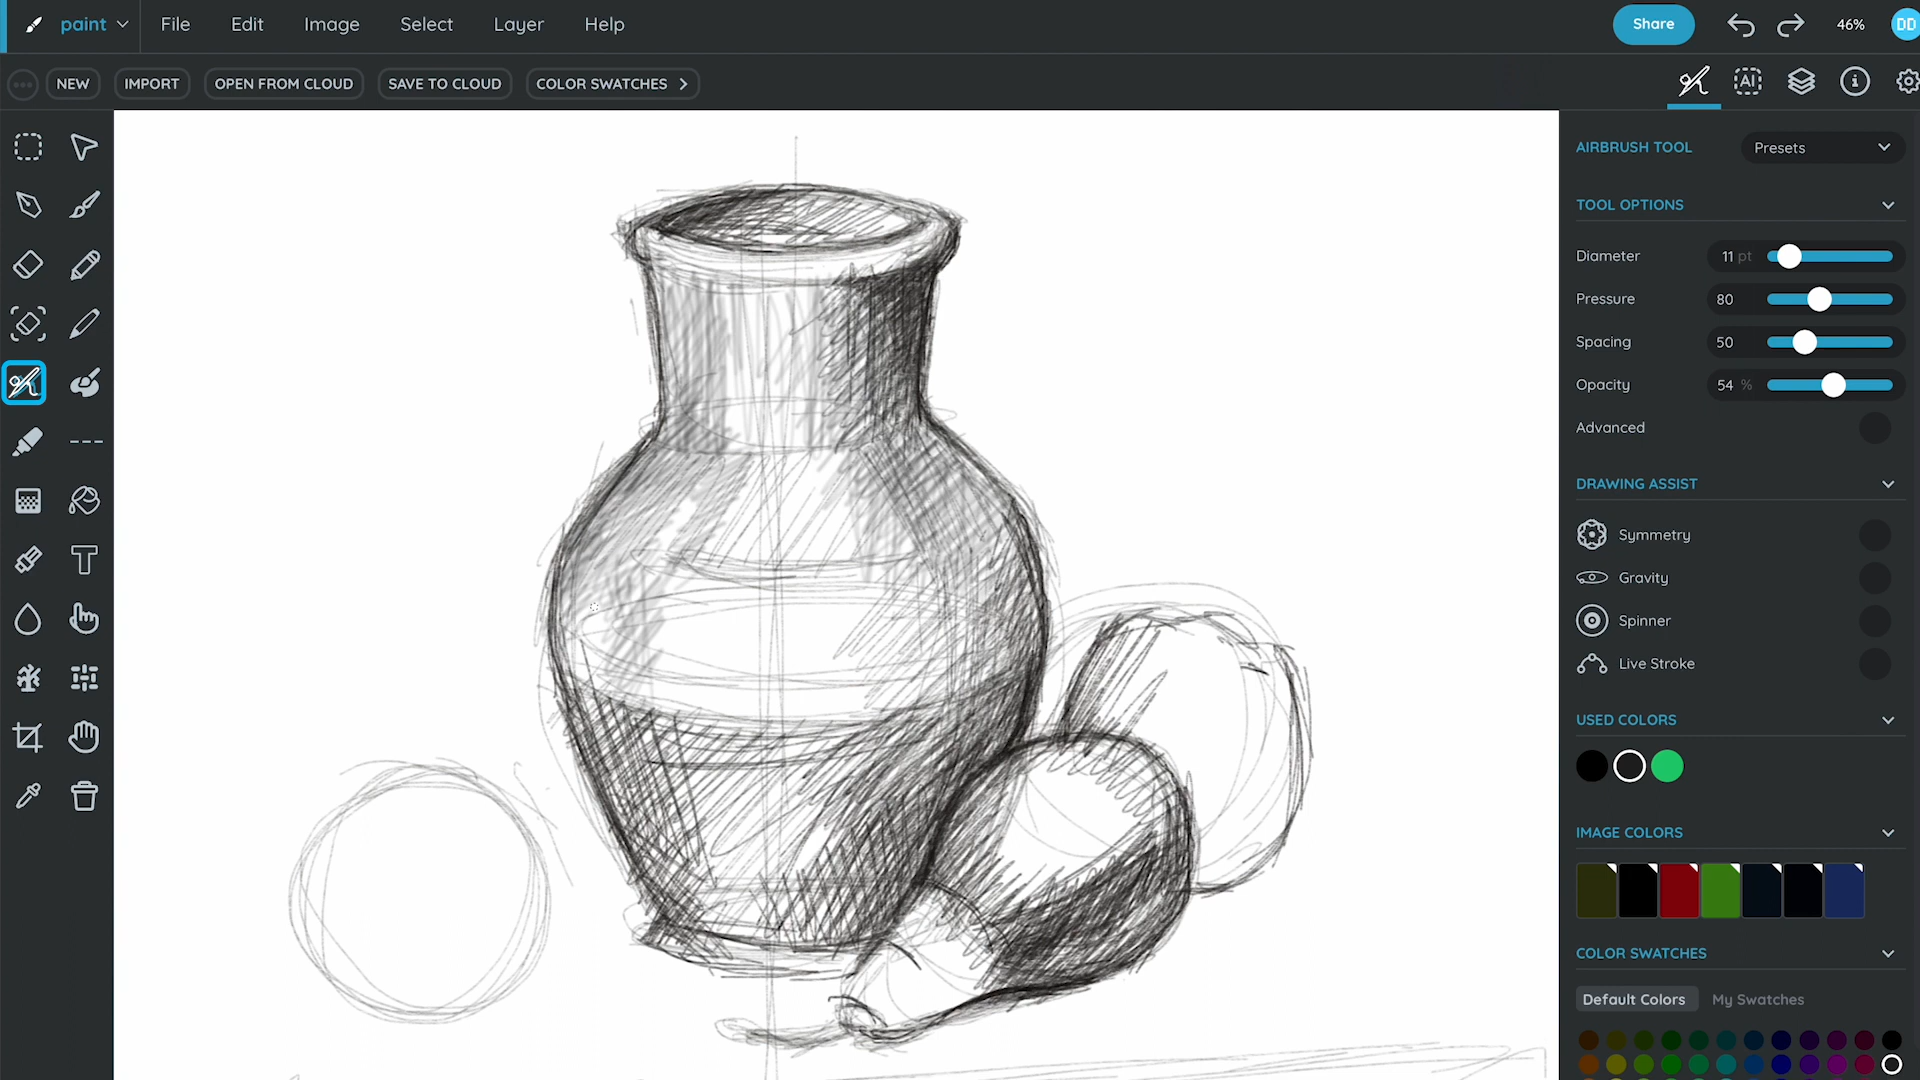 paint File Edit Image Select Layer Help Share 46% DD
NEW IMPORT OPEN FROM CLOUD SAVE TO CLOUD COLOR SWATCHES AI
AIRBRUSH TOOL Presets
TOOL OPTIONS
Diameter 11 pt
Pressure 80
Spacing 50
Opacity 54 %
Advanced
DRAWING ASSIST
Symmetry
Gravity
Spinner
Live Stroke
USED COLORS
IMAGE COLORS
COLOR SWATCHES
Default Colors My Swatches